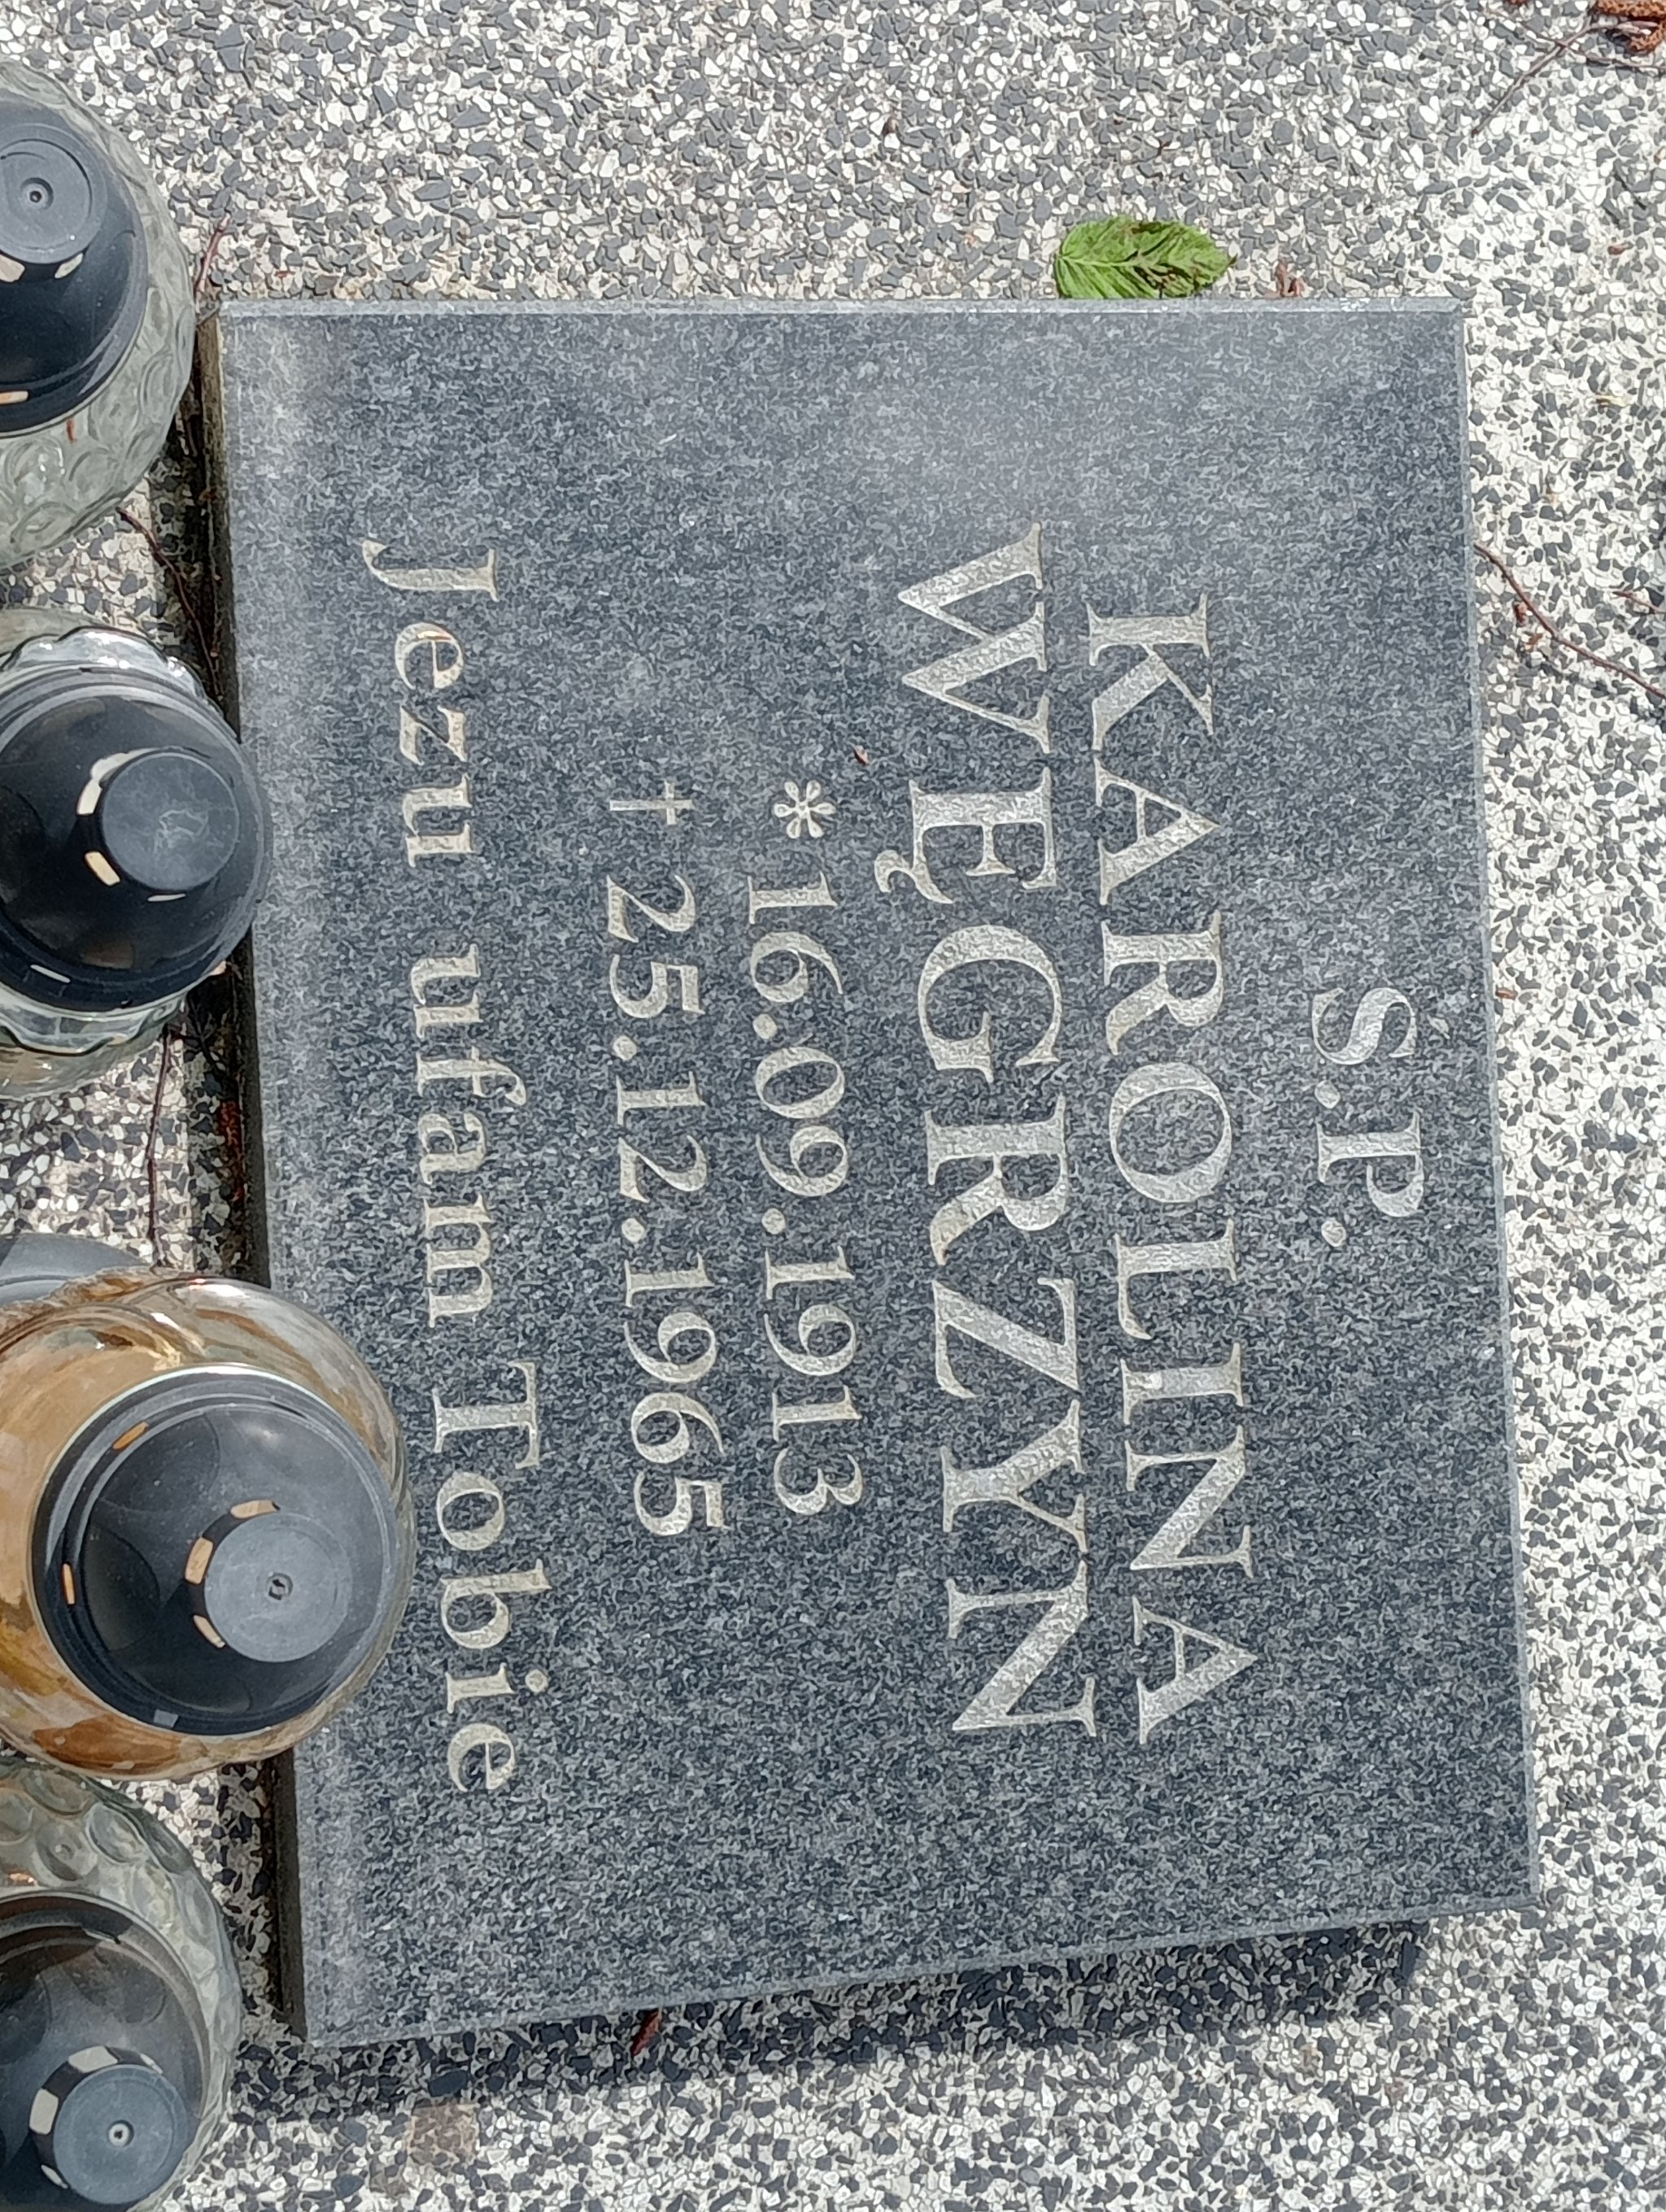 Ś.P.
KAROLINA
WĘGRZYN
* 16.09.1913
† 25.12.1965
Jezu ufam Tobie